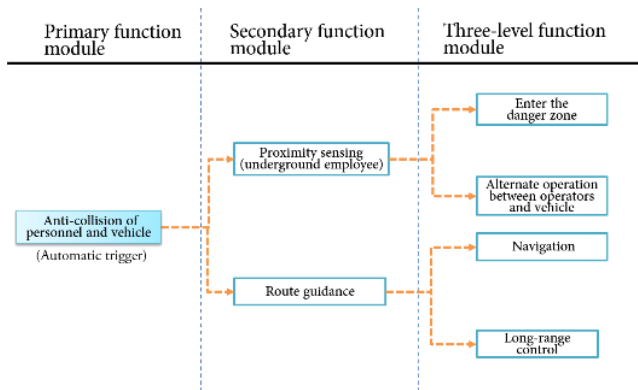 Primary function
module
Secondary function
module
Three-level function
module
Enter the
danger zone
Proximity sensing
(underground employee)
Alternate operation
between operators
and vehicle
Anti-collision of
personnel and vehicle
(Automatic trigger)
Navigation
Route guidance
Long-range
control